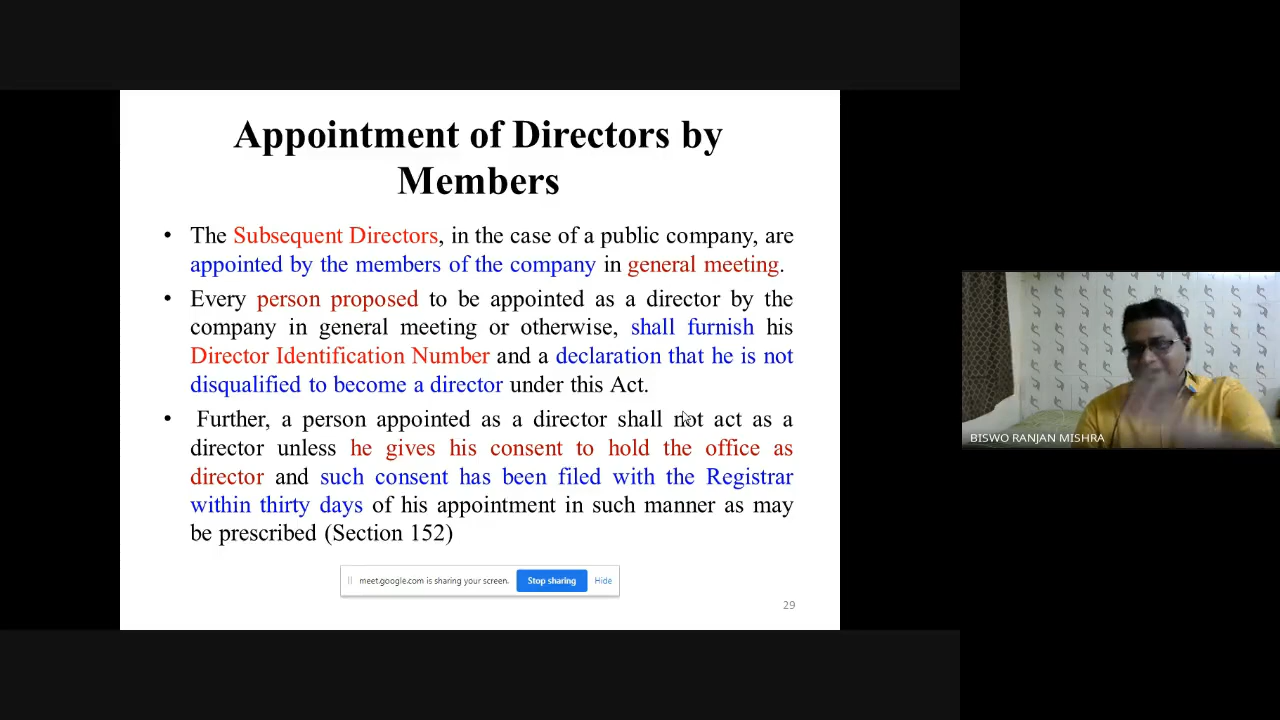 Appointment of Directors by
Members
• The Subsequent Directors, in the case of a public company, are
appointed by the members of the company in general meeting.
• Every person proposed to be appointed as a director by the
company in general meeting or otherwise, shall furnish his
Director Identification Number and a declaration that he is not
disqualified to become a director under this Act.
• Further, a person appointed as a director shall not act as a
director unless he gives his consent to hold the office as
director and such consent has been filed with the Registrar
within thirty days of his appointment in such manner as may
be prescribed (Section 152)
meet.google.com is sharing your screen. Stop sharing Hide
29
BISWO RANJAN MISHRA